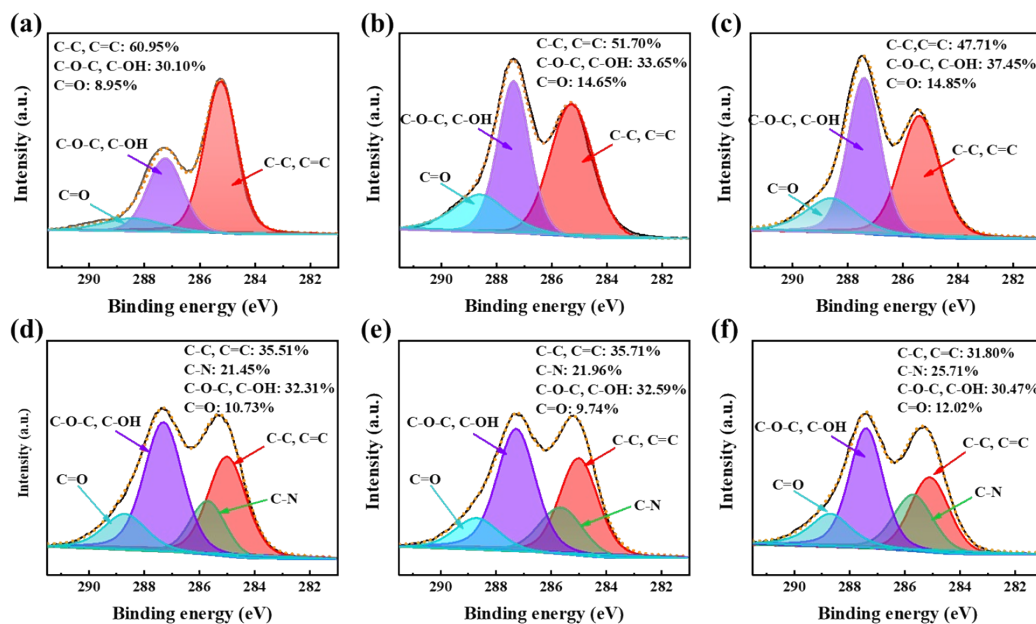 (a)
C-C, C=C: 60.95%
C-O-C, C-OH: 30.10%
C=O: 8.95%
C-O-C, C-OH
C=O
C-C, C=C
Intensity (a.u.)
290 288 286 284 282
Binding energy (eV)
(b)
C-C, C=C: 51.70%
C-O-C, C-OH: 33.65%
C=O: 14.65%
C-O-C, C-OH
C=O
C-C, C=C
Intensity (a.u.)
290 288 286 284 282
Binding energy (eV)
(c)
C-C,C=C: 47.71%
C-O-C, C-OH: 37.45%
C=O: 14.85%
C-O-C, C-OH
C=O
C-C, C=C
Intensity (a.u.)
290 288 286 284 282
Binding energy (eV)
(d)
C-C, C=C: 35.51%
C-N: 21.45%
C-O-C, C-OH: 32.31%
C=O: 10.73%
C-O-C, C-OH
C-C, C=C
C=O
C-N
Intensity (a.u.)
290 288 286 284 282
Binding energy (eV)
(e)
C-C, C=C: 35.71%
C-N: 21.96%
C-O-C, C-OH: 32.59%
C=O: 9.74%
C-O-C, C-OH
C-C, C=C
C=O
C-N
Intensity (a.u.)
290 288 286 284 282
Binding energy (eV)
(f)
C-C, C=C: 31.80%
C-N: 25.71%
C-O-C, C-OH: 30.47%
C=O: 12.02%
C-O-C, C-OH
C-C, C=C
C=O
C-N
Intensity (a.u.)
290 288 286 284 282
Binding energy (eV)